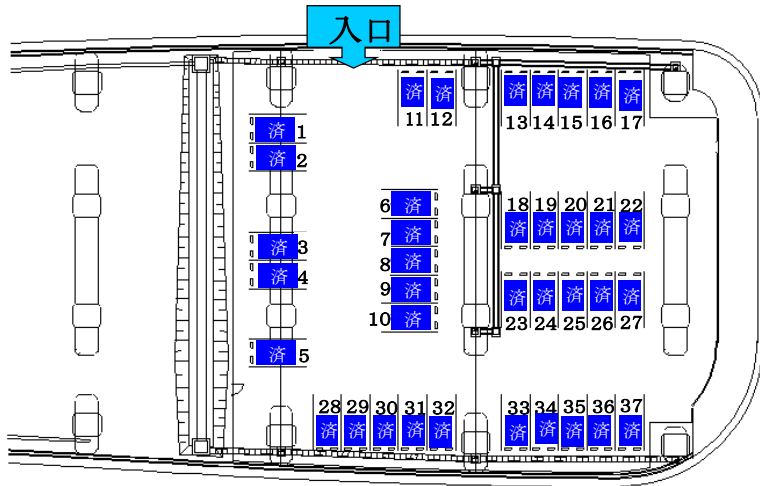 入口
済 済 済 済 済 済 済
11 12 13 14 15 16 17
済 1
済 2
6 済
18 19 20 21 22
7 済
済 済 済 済 済
済 3
8 済
済 4
9 済
済 済 済 済 済
10 済
23 24 25 26 27
済 5
28 29 30 31 32 33 34 35 36 37
済 済 済 済 済 済 済 済 済 済